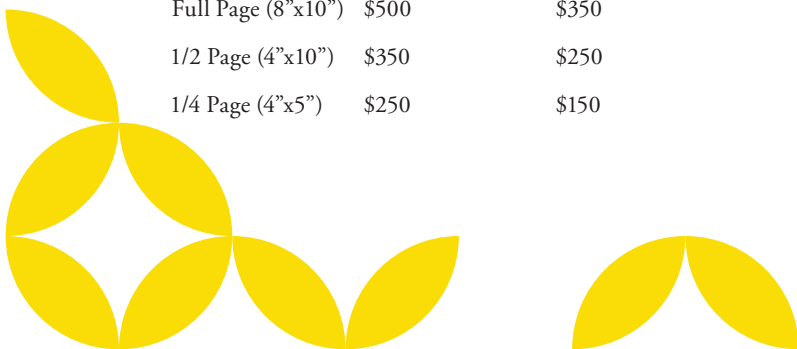 Full Page (8”x10”) $500 $350
1/2 Page (4”x10”) $350 $250
1/4 Page (4”x5”) $250 $150